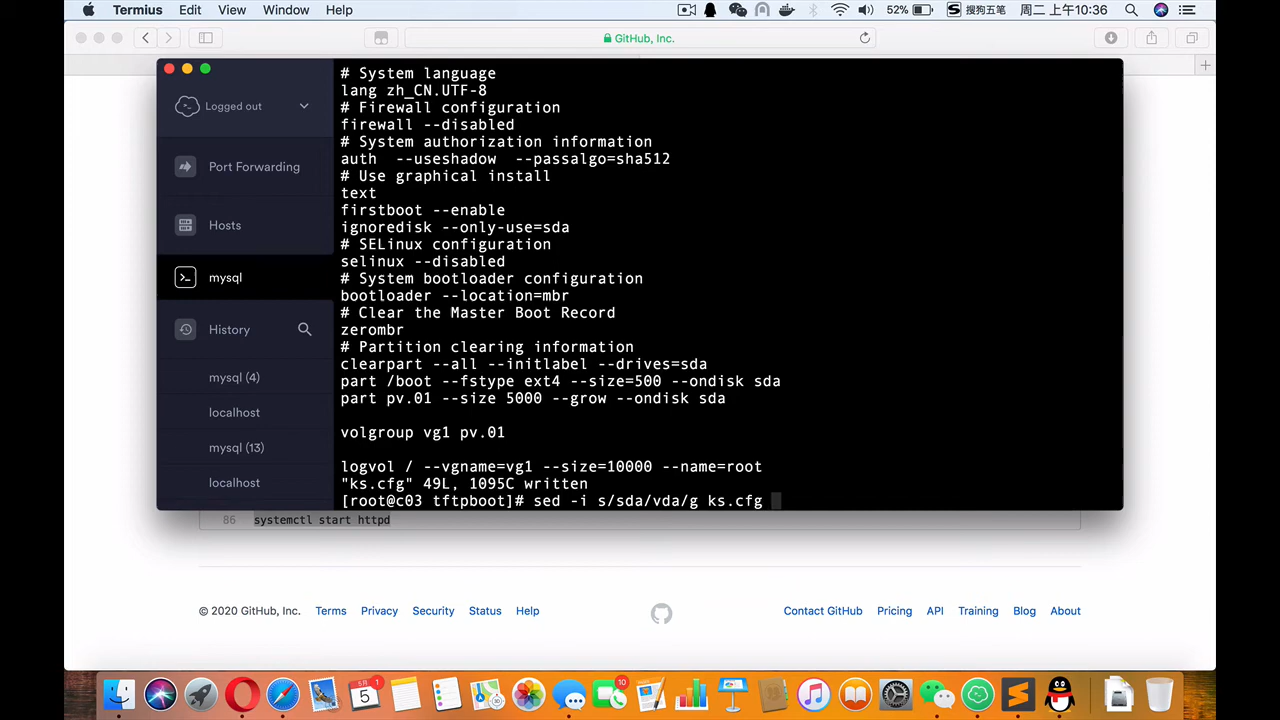 Termius Edit View Window Help 52% 搜狗五笔 周二 上午10:36
GitHub, Inc.
Logged out
Port Forwarding
Hosts
mysql
History
mysql (4)
localhost
mysql (13)
localhost
# System language
lang zh_CN.UTF-8
# Firewall configuration
firewall --disabled
# System authorization information
auth  --useshadow  --passalgo=sha512
# Use graphical install
text
firstboot --enable
ignoredisk --only-use=sda
# SELinux configuration
selinux --disabled
# System bootloader configuration
bootloader --location=mbr
# Clear the Master Boot Record
zerombr
# Partition clearing information
clearpart --all --initlabel --drives=sda
part /boot --fstype ext4 --size=500 --ondisk sda
part pv.01 --size 5000 --grow --ondisk sda
volgroup vg1 pv.01
logvol / --vgname=vg1 --size=10000 --name=root
"ks.cfg" 49L, 1095C written
[root@c03 tftpboot]# sed -i s/sda/vda/g ks.cfg
86 systemctl start httpd
© 2020 GitHub, Inc. Terms Privacy Security Status Help Contact GitHub Pricing API Training Blog About
5月
5
1
10